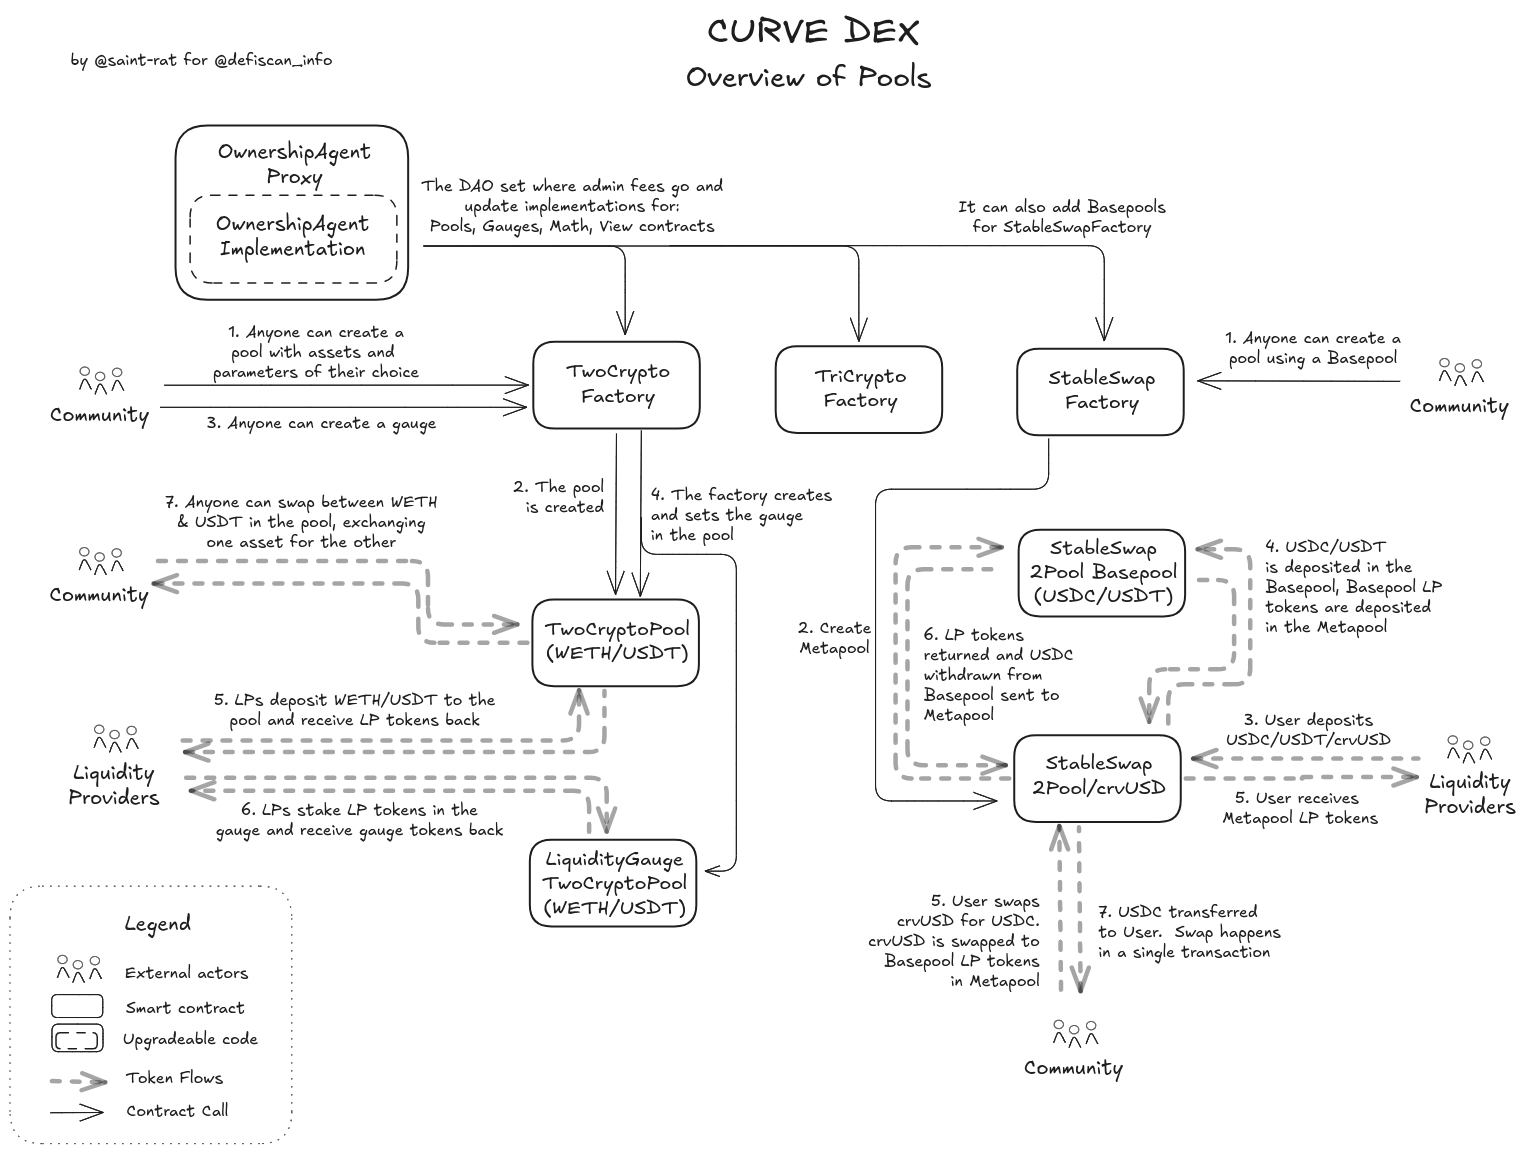 CURVE DEX
Overview of Pools
by @saint-rat for @defiscan_info
OwnershipAgent
Proxy
OwnershipAgent
Implementation
The DAO set where admin fees go and
update implementations for:
Pools, Gauges, Math, View contracts
It can also add Basepools
for StableSwapFactory
1. Anyone can create a
pool with assets and
parameters of their choice
Community
3. Anyone can create a gauge
TwoCrypto
Factory
TriCrypto
Factory
StableSwap
Factory
1. Anyone can create a
pool using a Basepool
Community
2. The pool
is created
4. The factory creates
and sets the gauge
in the pool
7. Anyone can swap between WETH
& USDT in the pool, exchanging
one asset for the other
Community
TwoCryptoPool
(WETH/USDT)
5. LPs deposit WETH/USDT to the
pool and receive LP tokens back
Liquidity
Providers
6. LPs stake LP tokens in the
gauge and receive gauge tokens back
LiquidityGauge
TwoCryptoPool
(WETH/USDT)
2. Create
Metapool
StableSwap
2Pool Basepool
(USDC/USDT)
4. USDC/USDT
is deposited in the
Basepool, Basepool LP
tokens are deposited
in the Metapool
6. LP tokens
returned and USDC
withdrawn from
Basepool sent to
Metapool
StableSwap
2Pool/crvUSD
3. User deposits
USDC/USDT/crvUSD
Liquidity
Providers
5. User receives
Metapool LP tokens
5. User swaps
crvUSD for USDC.
crvUSD is swapped to
Basepool LP tokens
in Metapool
7. USDC transferred
to User. Swap happens
in a single transaction
Community
Legend
External actors
Smart contract
Upgradeable code
Token Flows
Contract Call